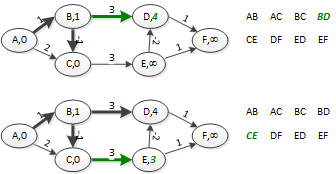 B,1 3 D,4 AB AC BC BD
1 1
A,0 F,∞ CE DF ED EF
2 -2 1
C,0 3 E,∞
B,1 3 D,4 AB AC BC BD
1 1
A,0 F,∞ CE DF ED EF
2 -2 1
C,0 3 E,3